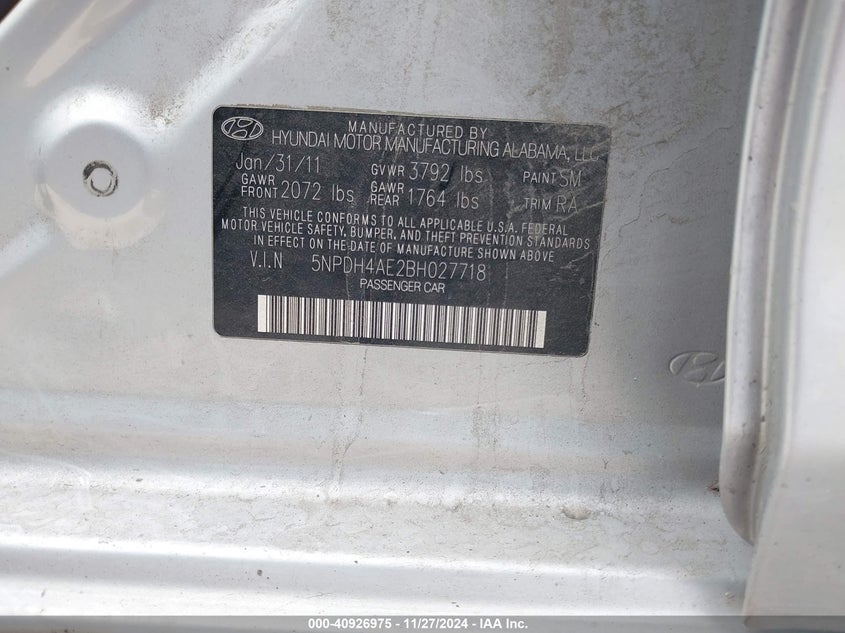 MANUFACTURED BY
HYUNDAI MOTOR MANUFACTURING ALABAMA, LLC
Jan/31/11 GVWR 3792 lbs PAINT SM
GAWR FRONT 2072 lbs GAWR REAR 1764 lbs TRIM RA
THIS VEHICLE CONFORMS TO ALL APPLICABLE U.S.A. FEDERAL
MOTOR VEHICLE SAFETY, BUMPER, AND THEFT PREVENTION STANDARDS
IN EFFECT ON THE DATE OF MANUFACTURE SHOWN ABOVE
V.I.N 5NPDH4AE2BH027718
PASSENGER CAR
000-40926975 — 11/27/2024 — IAA Inc.